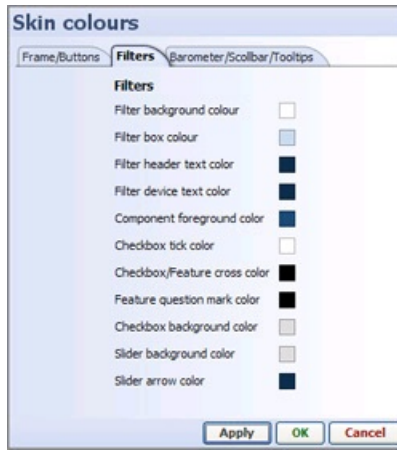 Skin colours
Frame/Buttons Filters Barometer/Scollbar/Tooltips
Filters
Filter background colour
Filter box colour
Filter header text color
Filter device text color
Component foreground color
Checkbox tick color
Checkbox/Feature cross color
Feature question mark color
Checkbox background color
Slider background color
Slider arrow color
Apply OK Cancel